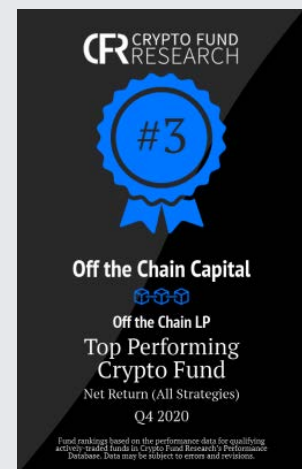 CFR CRYPTO FUND
RESEARCH
#3
Off the Chain Capital
Off the Chain LP
Top Performing
Crypto Fund
Net Return (All Strategies)
Q4 2020
Fund rankings based on the performance data for qualifying
actively-traded funds in Crypto Fund Research's Performance
Database. Data may be subject to errors and revisions.